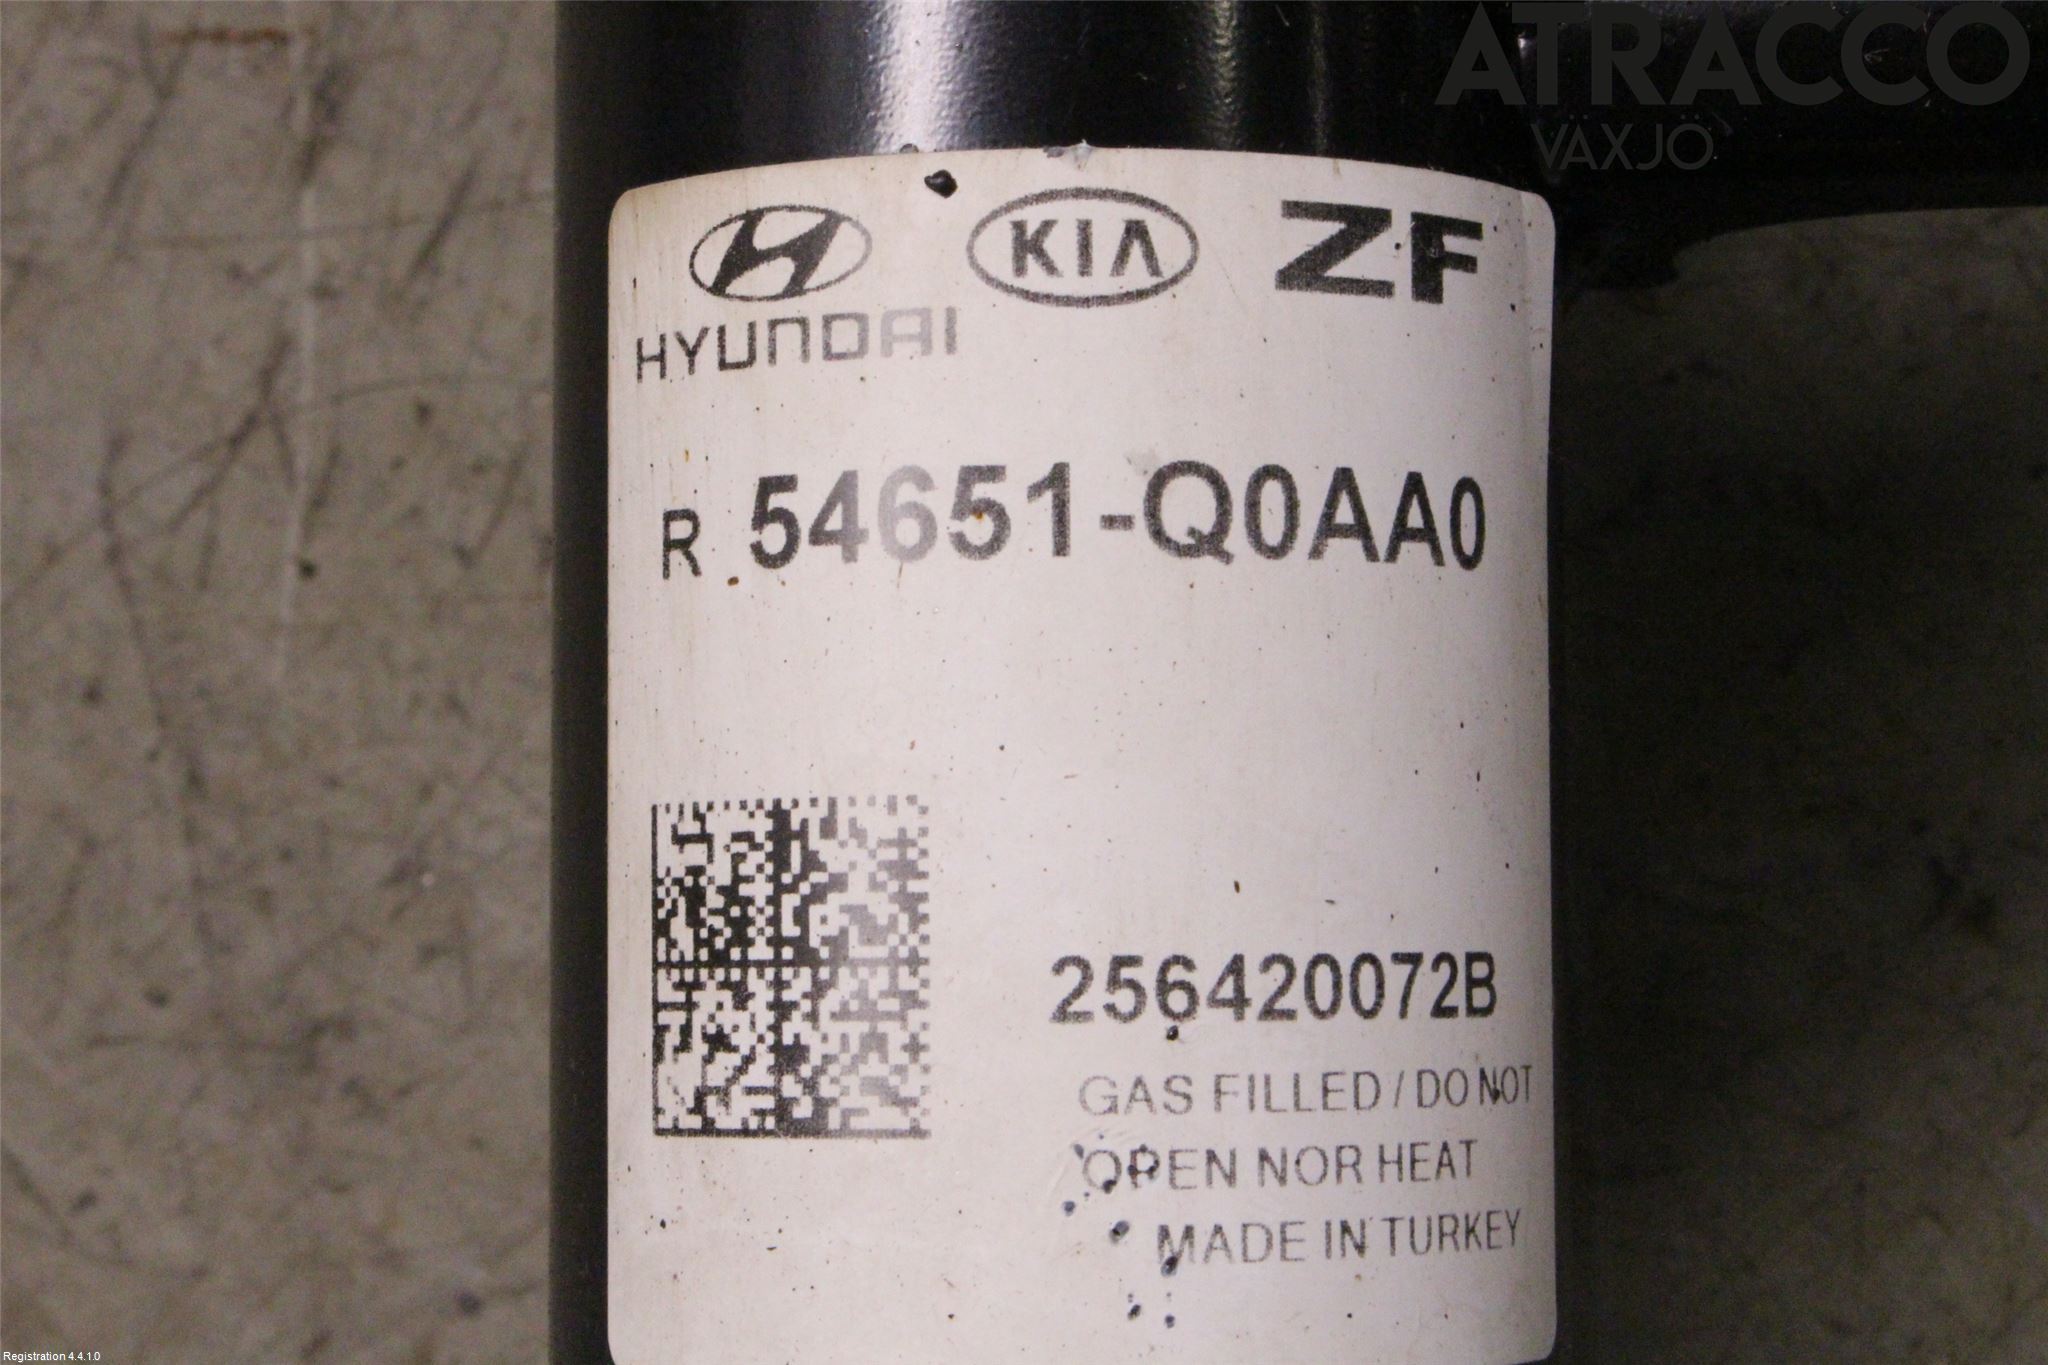 ATRACCO
VÄXJÖ
KIA ZF
HYUNDAI
R 54651-Q0AA0
256420072B
GAS FILLED / DO NOT
OPEN NOR HEAT
MADE IN TURKEY
Registration 4.4.1.0